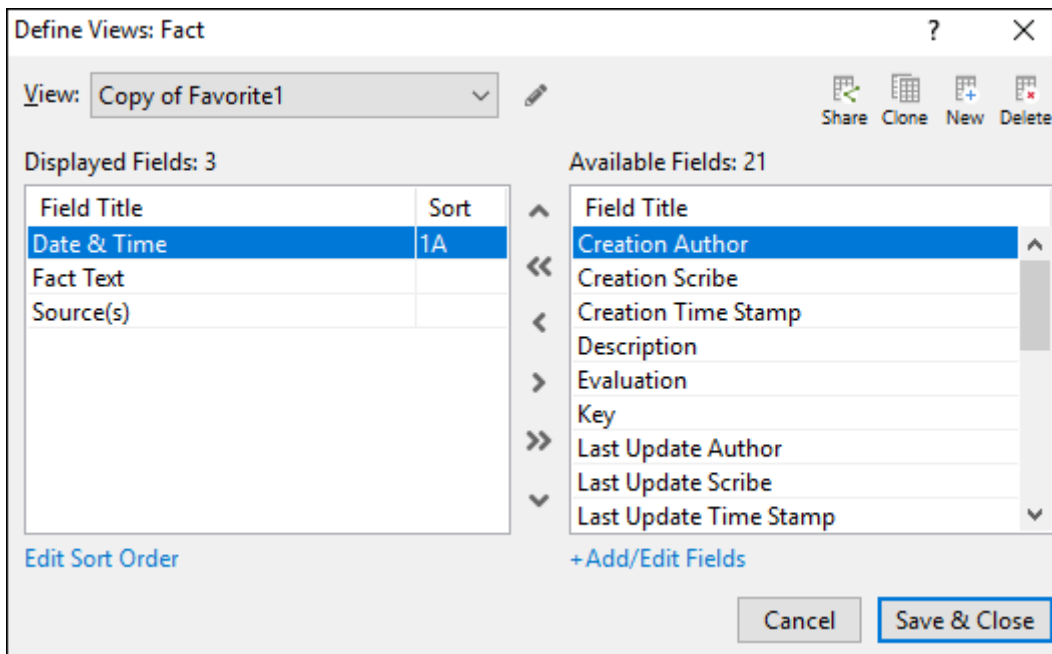 Define Views: Fact ?
View: Copy of Favorite1
Share Clone New Delete
Displayed Fields: 3
Field Title Sort
Date & Time 1A
Fact Text
Source(s)
Edit Sort Order
Available Fields: 21
Field Title
Creation Author
Creation Scribe
Creation Time Stamp
Description
Evaluation
Key
Last Update Author
Last Update Scribe
Last Update Time Stamp
+Add/Edit Fields
Cancel Save & Close